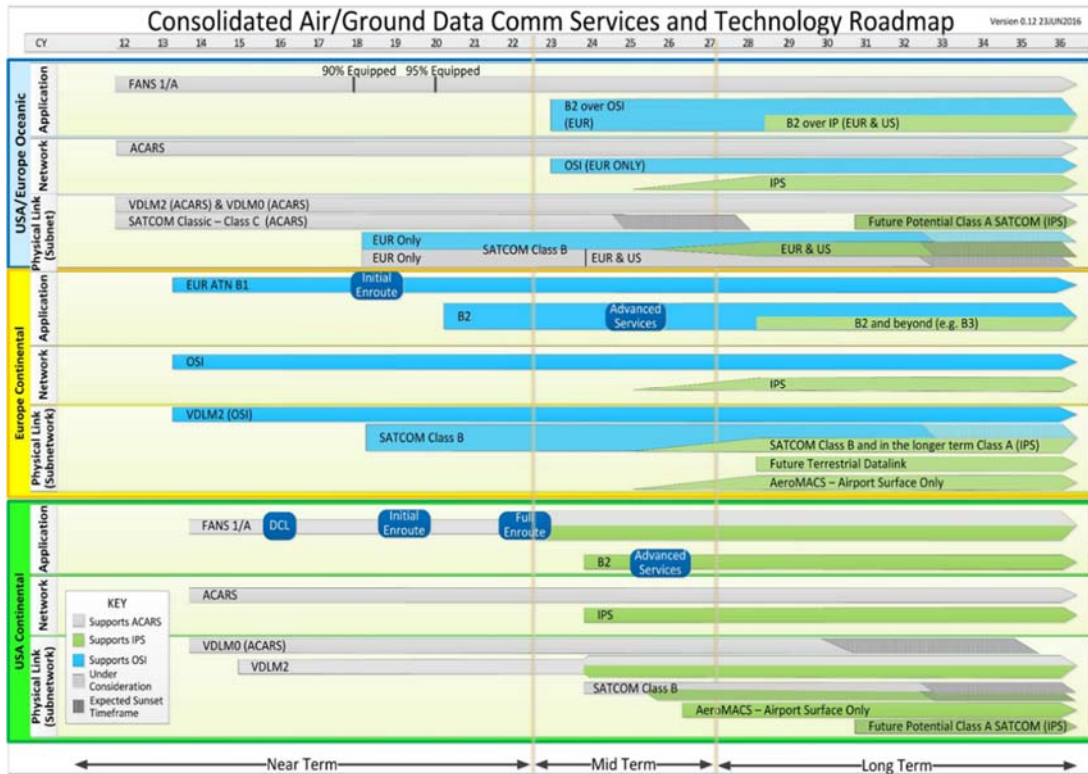 Consolidated Air/Ground Data Comm Services and Technology Roadmap
Version 0.12 23JUN2016
CY 12 13 14 15 16 17 18 19 20 21 22 23 24 25 26 27 28 29 30 31 32 33 34 35 36
USA/Europe Oceanic
Application
90% Equipped 95% Equipped
FANS 1/A
B2 over OSI
(EUR)
B2 over IP (EUR & US)
Network
ACARS
OSI (EUR ONLY)
IPS
Physical Link
(Subnet)
VDLM2 (ACARS) & VDLM0 (ACARS)
SATCOM Classic – Class C (ACARS)
Future Potential Class A SATCOM (IPS)
EUR Only
SATCOM Class B
EUR & US
EUR Only
EUR & US
Europe Continental
Application
EUR ATN B1
Initial
Enroute
B2
Advanced
Services
B2 and beyond (e.g. B3)
Network
OSI
IPS
Physical Link
(Subnetwork)
VDLM2 (OSI)
SATCOM Class B
SATCOM Class B and in the longer term Class A (IPS)
Future Terrestrial Datalink
AeroMACS – Airport Surface Only
USA Continental
Application
FANS 1/A
DCL
Initial
Enroute
Full
Enroute
B2
Advanced
Services
Network
ACARS
IPS
Physical Link
(Subnetwork)
VDLM0 (ACARS)
VDLM2
SATCOM Class B
AeroMACS – Airport Surface Only
Future Potential Class A SATCOM (IPS)
KEY
Supports ACARS
Supports IPS
Supports OSI
Under
Consideration
Expected Sunset
Timeframe
Near Term
Mid Term
Long Term